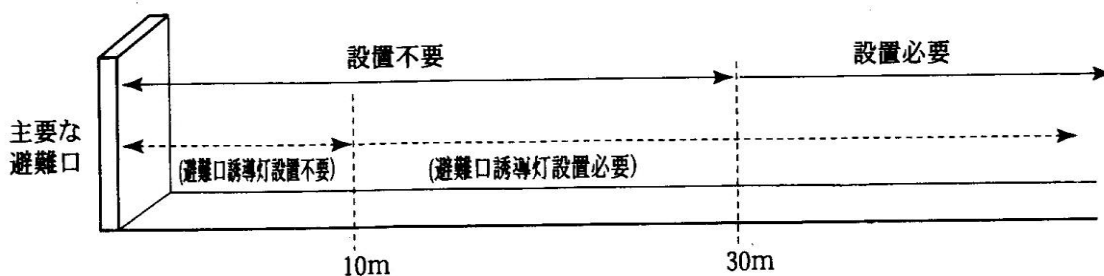 設置不要
設置必要
主要な
避難口
(避難口誘導灯設置不要)
(避難口誘導灯設置必要)
10m
30m